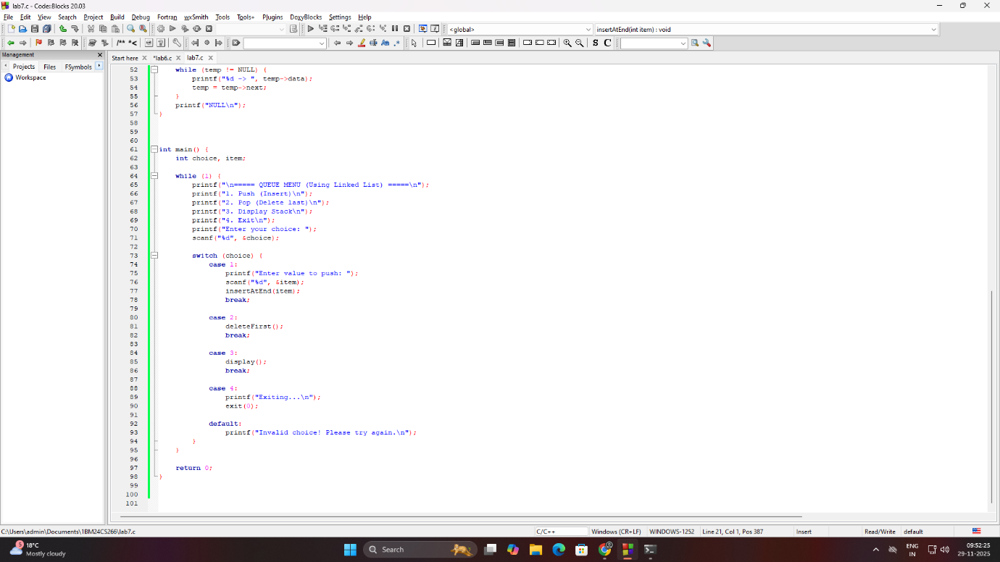 lab7.c - Code::Blocks 20.03
File Edit View Search Project Build Debug Fortran wxSmith Tools Tools+ Plugins DoxyBlocks Settings Help
<global>
insertAtEnd(int item) : void
/** *<
Aa .*
S C
Management
Start here *lab6.c lab7.c
Projects Files FSymbols
Workspace
52 while (temp != NULL) {
53 printf("%d -> ", temp->data);
54 temp = temp->next;
55 }
56 printf("NULL\n");
57 }
58
59
60
61 int main() {
62 int choice, item;
63
64 while (1) {
65 printf("\n===== QUEUE MENU (Using Linked List) =====\n");
66 printf("1. Push (Insert)\n");
67 printf("2. Pop (Delete last)\n");
68 printf("3. Display Stack\n");
69 printf("4. Exit\n");
70 printf("Enter your choice: ");
71 scanf("%d", &choice);
72
73 switch (choice) {
74 case 1:
75 printf("Enter value to push: ");
76 scanf("%d", &item);
77 insertAtEnd(item);
78 break;
79
80 case 2:
81 deleteFirst();
82 break;
83
84 case 3:
85 display();
86 break;
87
88 case 4:
89 printf("Exiting...\n");
90 exit(0);
91
92 default:
93 printf("Invalid choice! Please try again.\n");
94 }
95 }
96
97 return 0;
98 }
99
100
101
C:\Users\admin\Documents\1BM24CS266\lab7.c
C/C++
Windows (CR+LF)
WINDOWS-1252
Line 21, Col 1, Pos 387
Insert
Read/Write
default
5
18°C
Mostly cloudy
Search
ENG
IN
09:52:25
29-11-2025